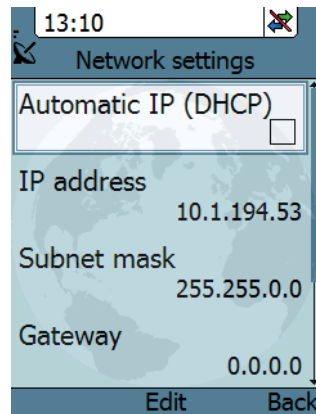 13:10
Network settings
Automatic IP (DHCP)
IP address
10.1.194.53
Subnet mask
255.255.0.0
Gateway
0.0.0.0
Edit Back